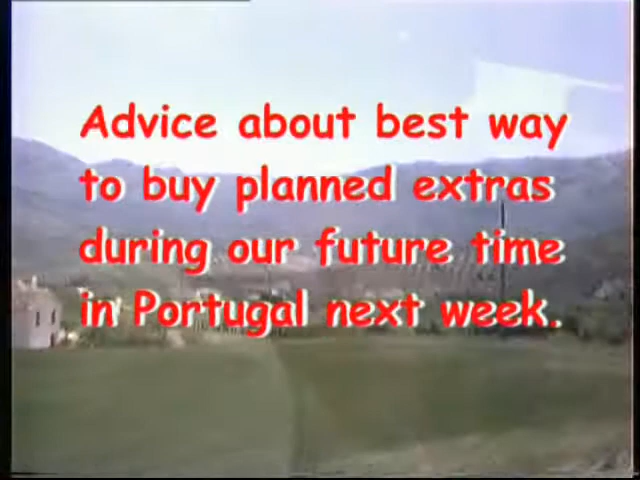 Advice about best way
to buy planned extras
during our future time
in Portugal next week.